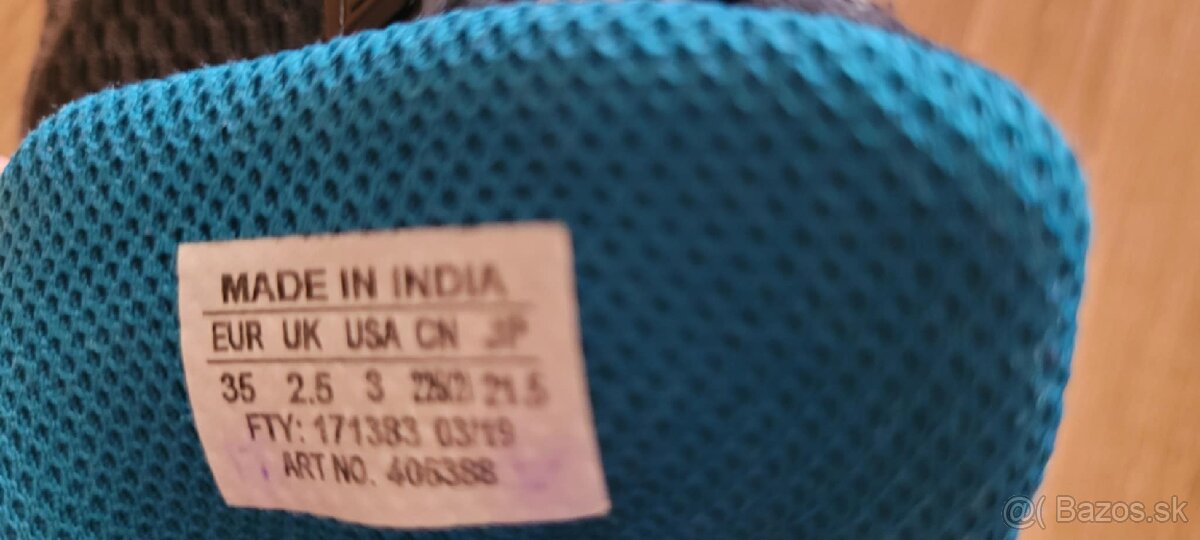 MADE IN INDIA
EUR UK USA CN JP
35 2.5 3 21.5
FTY: 171383 03/19
ART NO. 406388
@( Bazos.sk